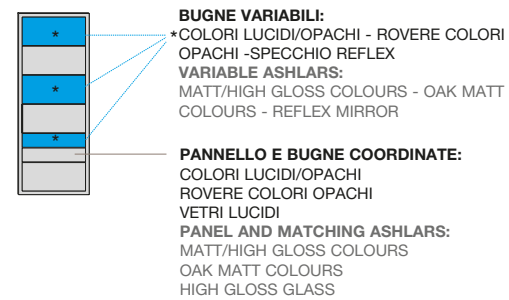 BUGNE VARIABILI:
*COLORI LUCIDI/OPACHI - ROVERE COLORI
OPACHI -SPECCHIO REFLEX
VARIABLE ASHLARS:
MATT/HIGH GLOSS COLOURS - OAK MATT
COLOURS - REFLEX MIRROR
*
*
*
PANNELLO E BUGNE COORDINATE:
COLORI LUCIDI/OPACHI
ROVERE COLORI OPACHI
VETRI LUCIDI
PANEL AND MATCHING ASHLARS:
MATT/HIGH GLOSS COLOURS
OAK MATT COLOURS
HIGH GLOSS GLASS